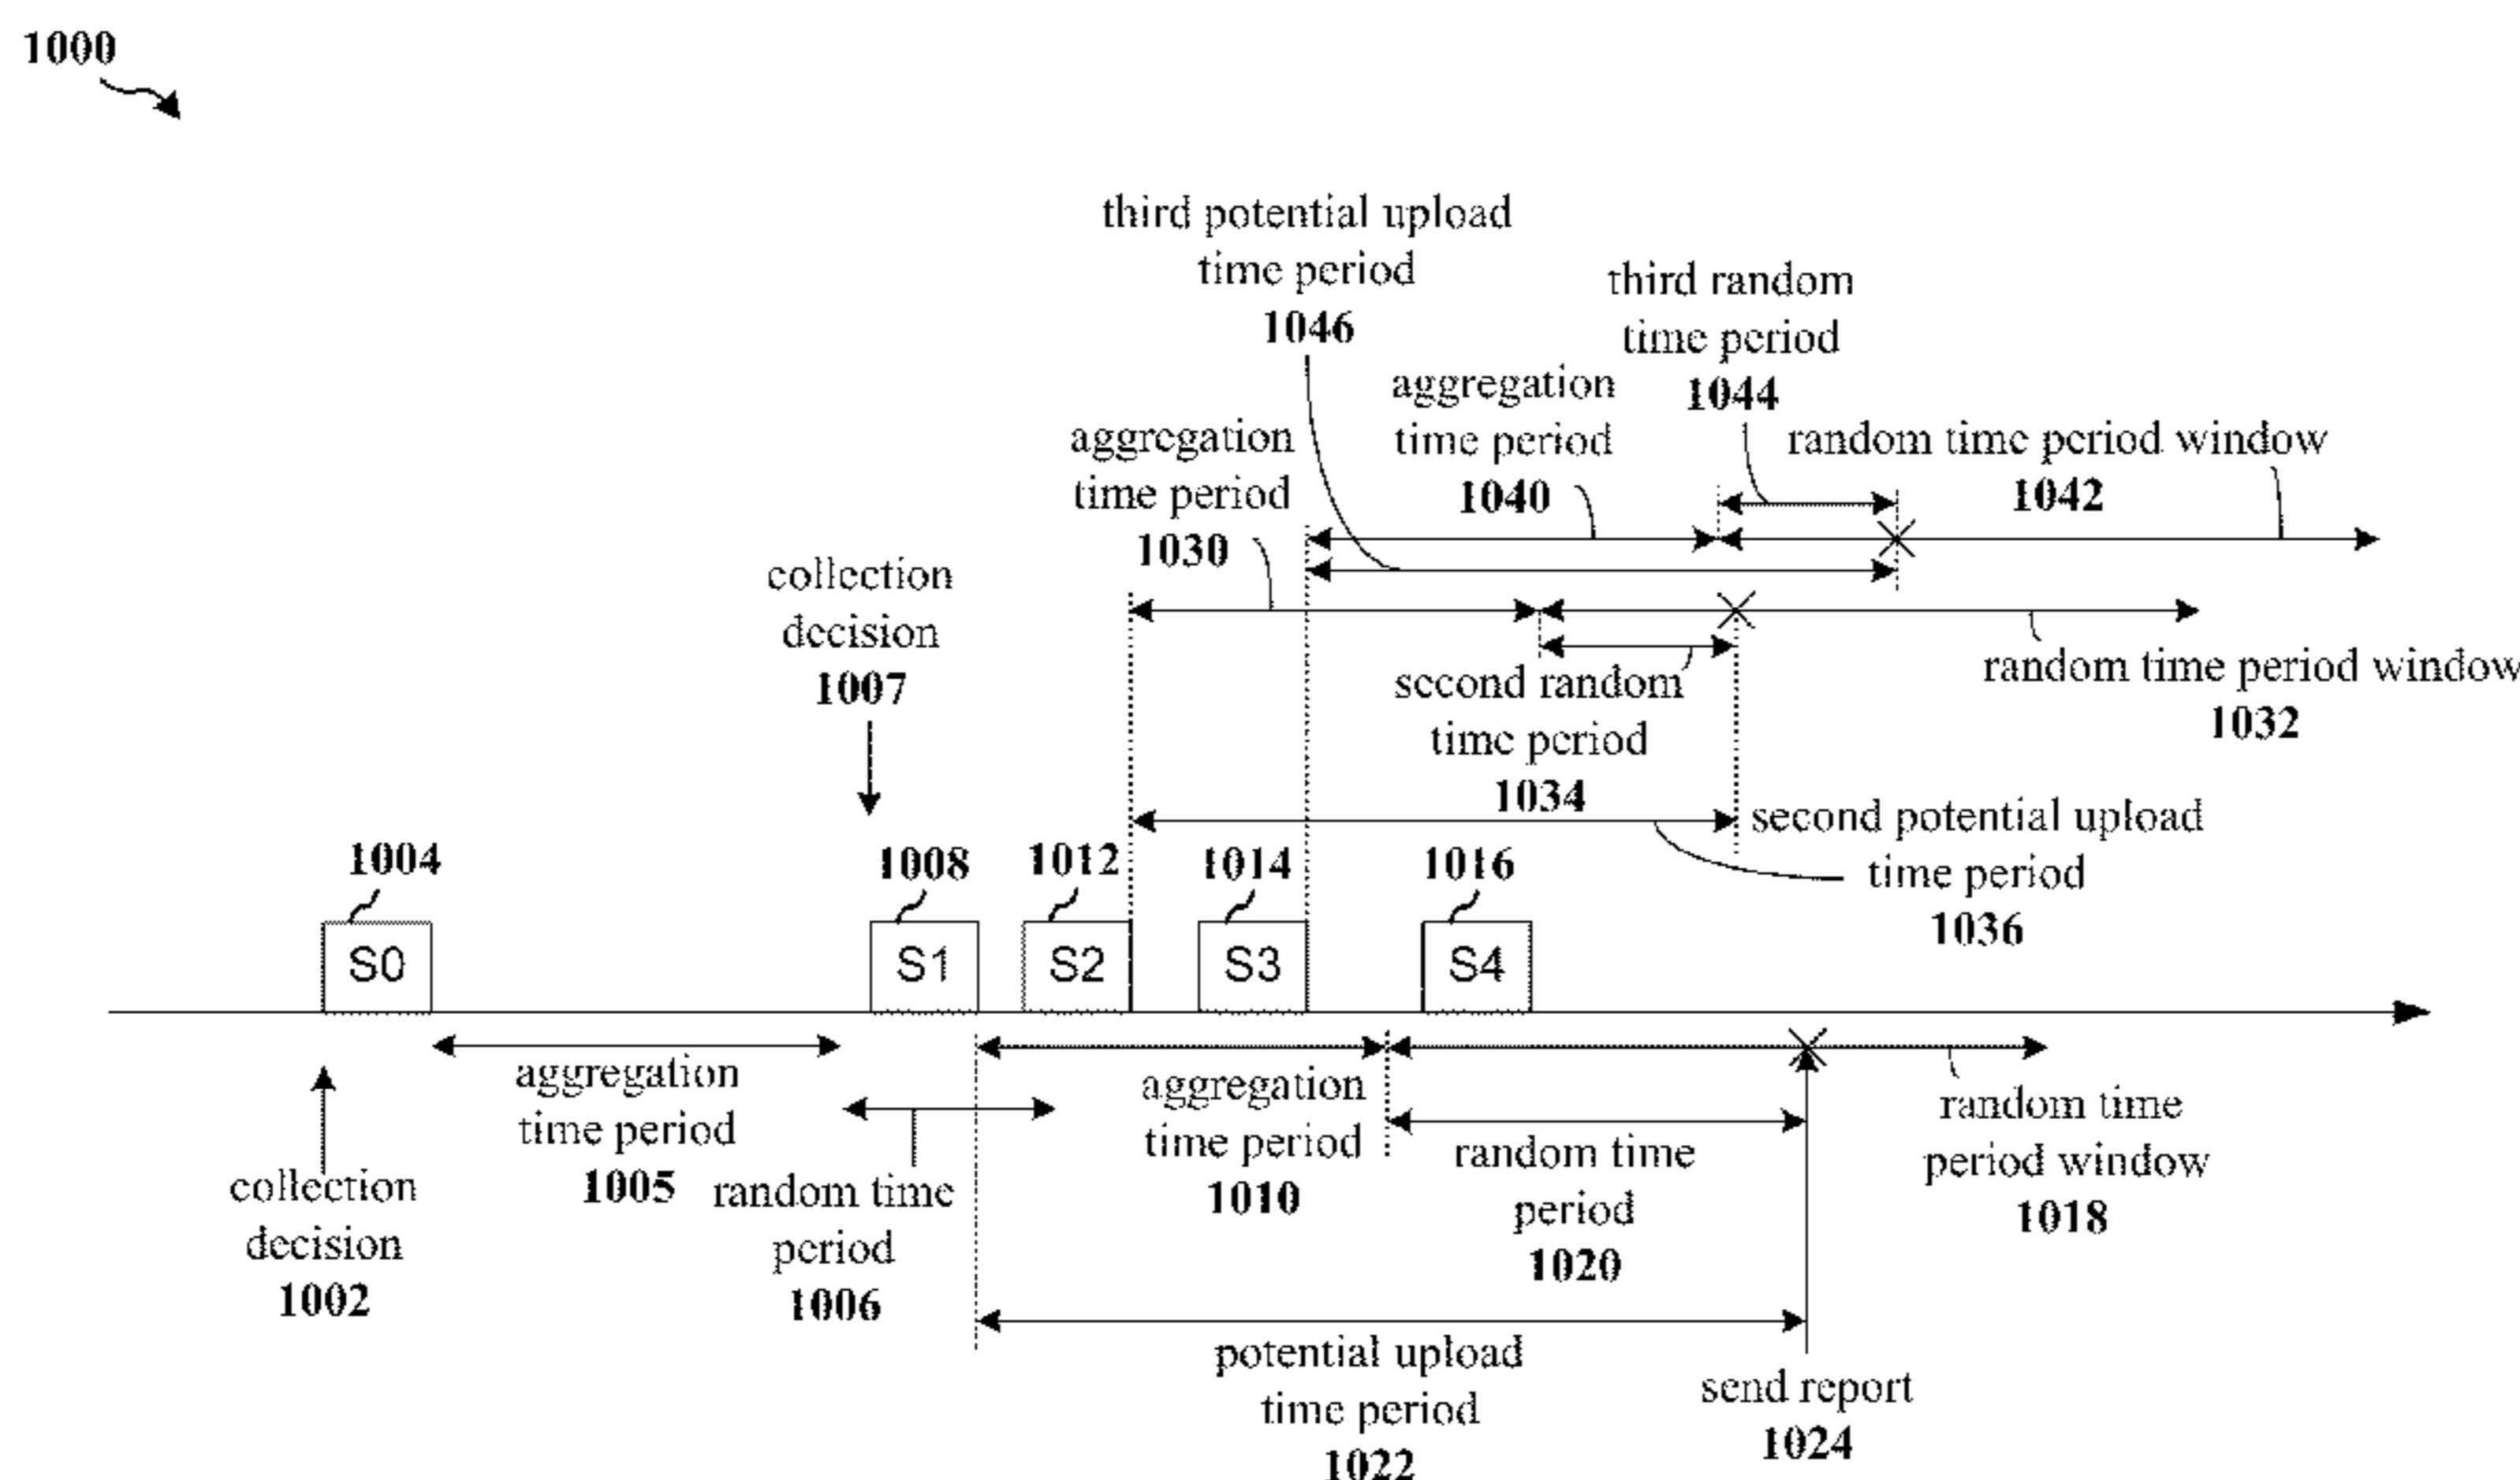 1000
third potential upload
time period
1046
third random
time period
1044
aggregation
time period
1040
random time period window
1042
aggregation
time period
1030
collection
decision
1007
second random
time period
1034
random time period window
1032
second potential upload
time period
1036
1004
1008
1012
1014
1016
S0
S1
S2
S3
S4
aggregation
time period
1005
collection
decision
1002
random time
period
1006
aggregation
time period
1010
random time
period
1020
random time
period window
1018
potential upload
time period
1022
send report
1024